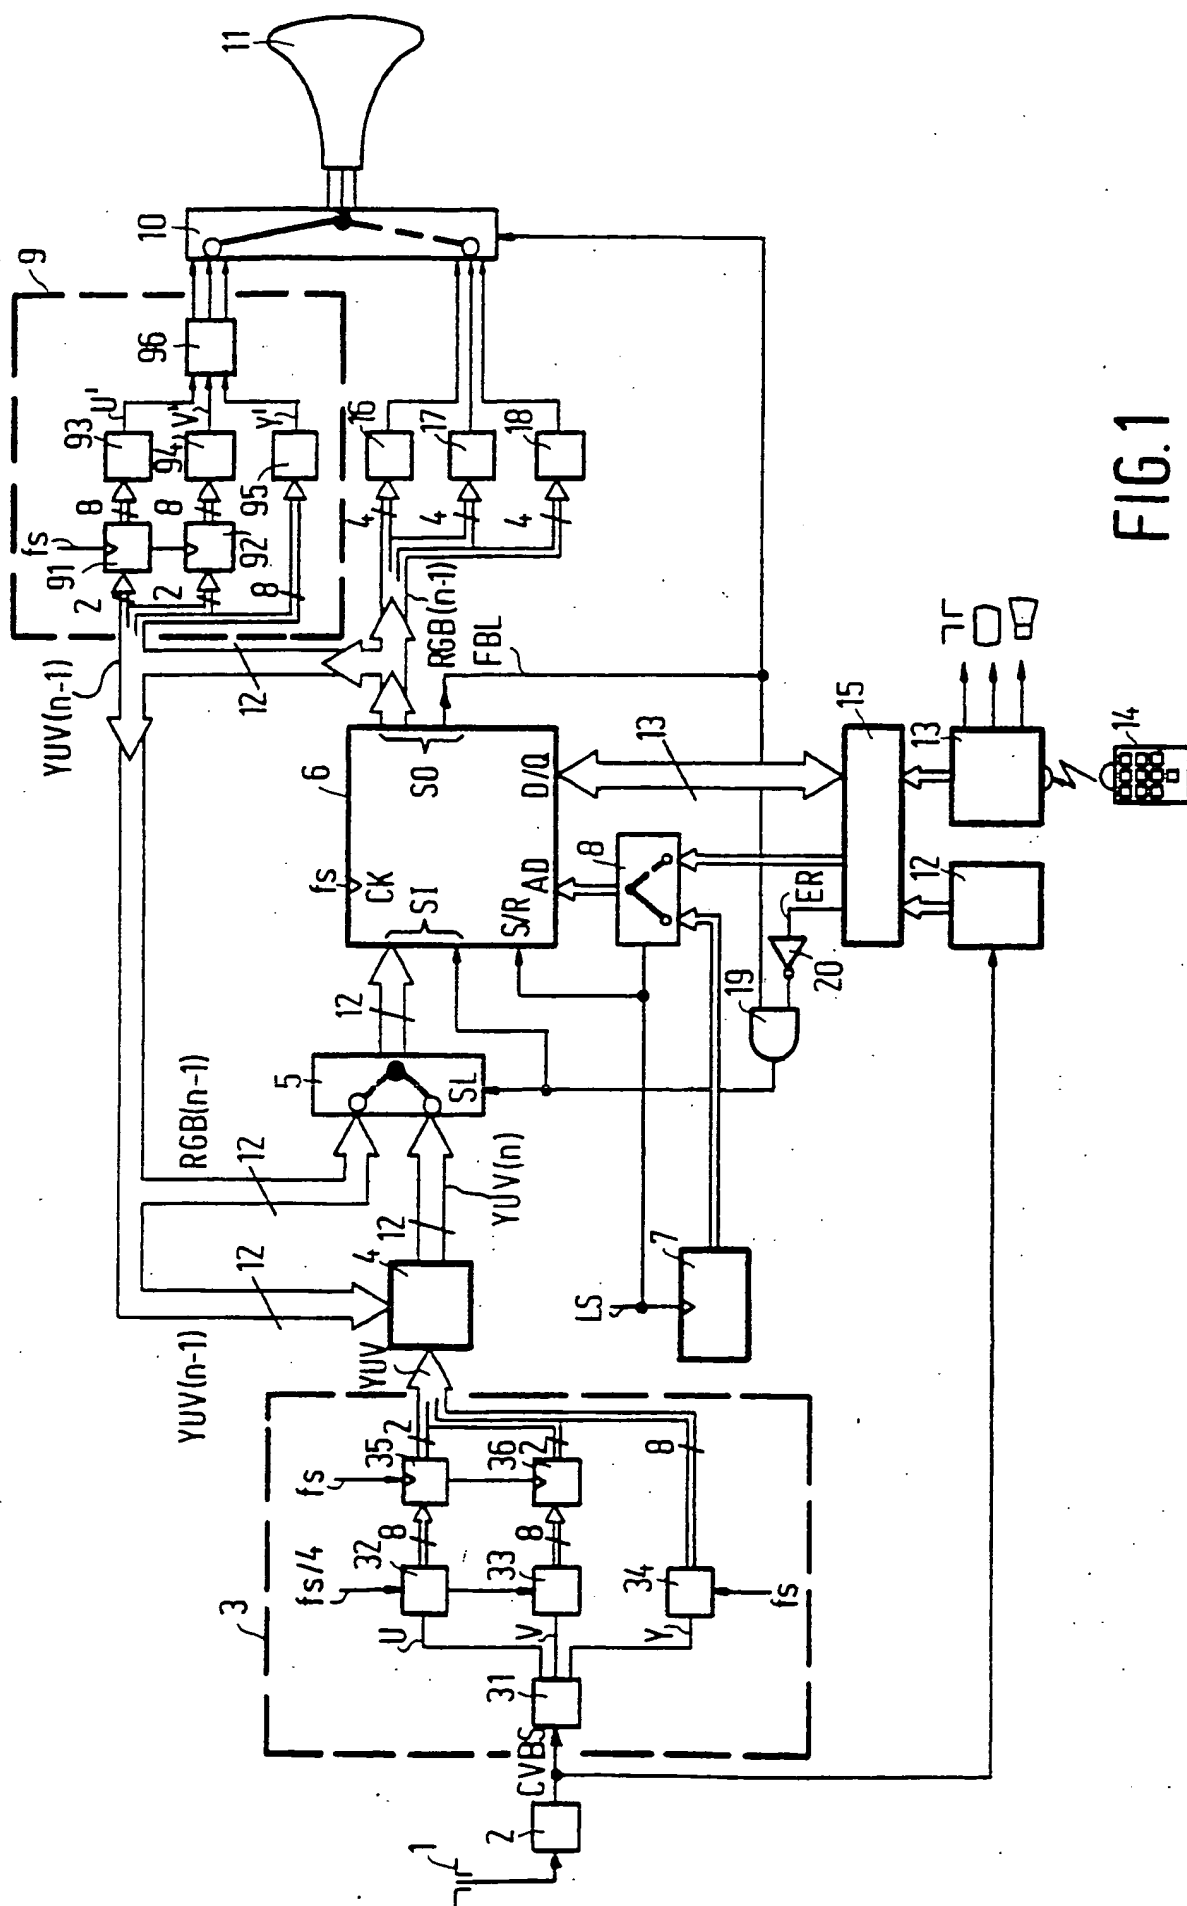 1
2
CVBS
3
31
U
V
Y
fs/4
32
33
34
fs
8
8
8
fs
35
36
2
2
YUV
YUV(n-1)
12
4
12
YUV(n)
RGB(n-1)
12
5
SL
12
LS
7
6
fs
CK
SI
S/R
AD
D/Q
SO
8
13
19
20
ER
15
12
13
14
FBL
RGB(n-1)
12
YUV(n-1)
9
fs
91
92
2
2
8
8
8
93
94
95
U'
V'
Y'
96
4
4
4
16
17
18
10
11
FIG.1